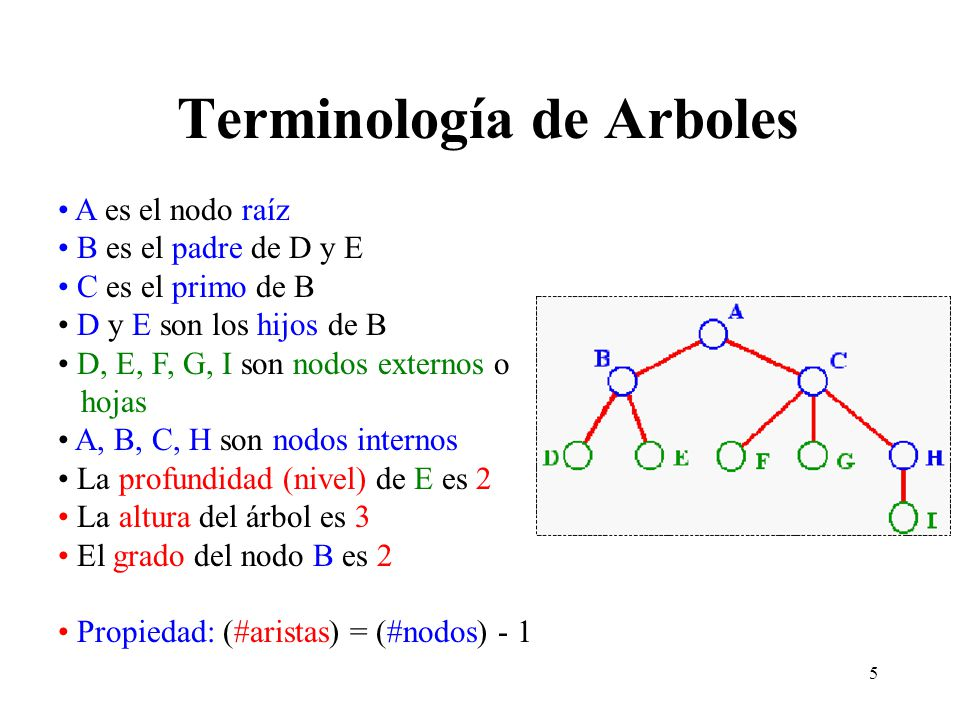 Terminología de Arboles
• A es el nodo raíz
• B es el padre de D y E
• C es el primo de B
• D y E son los hijos de B
• D, E, F, G, I son nodos externos o
hojas
• A, B, C, H son nodos internos
• La profundidad (nivel) de E es 2
• La altura del árbol es 3
• El grado del nodo B es 2
• Propiedad: (#aristas) = (#nodos) - 1
A
B
C
D
E
F
G
H
I
5